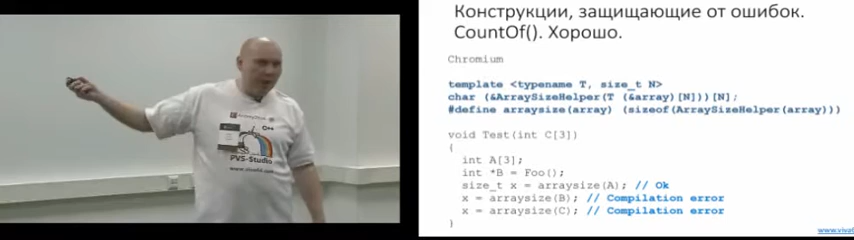 Конструкции, защищающие от ошибок.
CountOf(). Хорошо.
Chromium
template <typename T, size_t N>
char (&ArraySizeHelper(T (&array)[N]))[N];
#define arraysize(array) (sizeof(ArraySizeHelper(array)))
void Test(int C[3])
{
int A[3];
int *B = Foo();
size_t x = arraysize(A); // Ok
x = arraysize(B); // Compilation error
x = arraysize(C); // Compilation error
}
C++
PVS-Studio